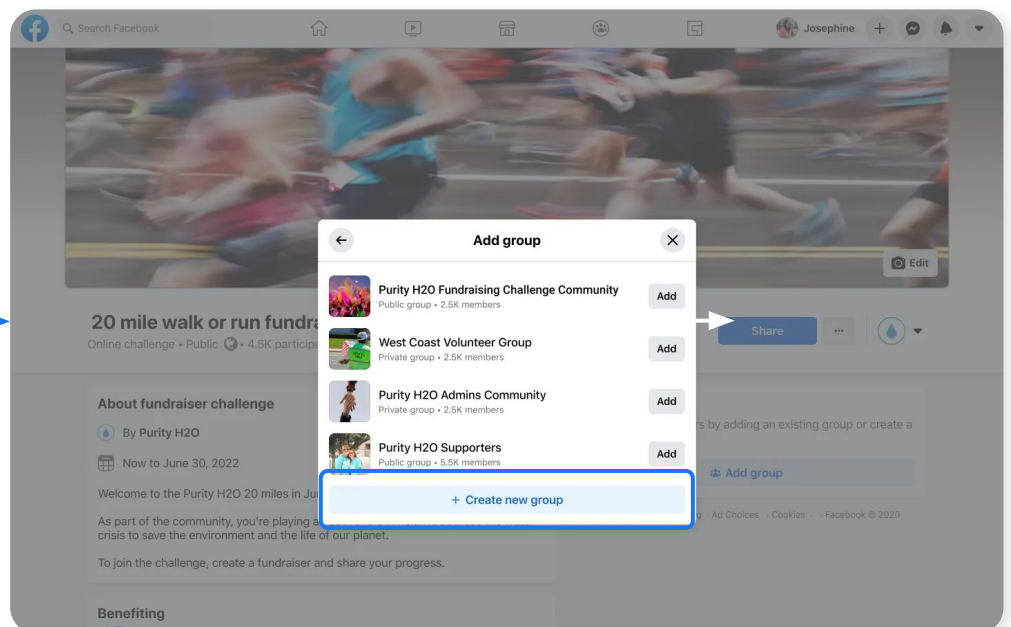 Search Facebook
Josephine
Edit
Add group
Purity H2O Fundraising Challenge Community
Public group • 2.5K members
Add
West Coast Volunteer Group
Private group • 2.5K members
Add
Purity H2O Admins Community
Private group • 2.5K members
Add
Purity H2O Supporters
Public group • 5.5K members
Add
+ Create new group
20 mile walk or run
Online challenge • Public • 4.5K
Share
About fundraiser challenge
By Purity H2O
Now to June 30, 2022
Welcome to the Purity H2O 20 miles in
As part of the community, you're playing
crisis to save the environment and the life of our planet.
To join the challenge, create a fundraiser and share your progress.
Benefiting
by adding an existing group or create a
Add group
Ad Choices · Cookies · Facebook © 2020